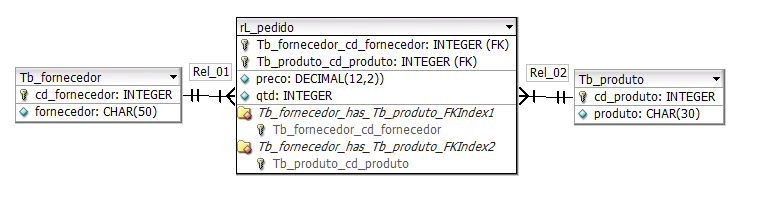 Tb_fornecedor
cd_fornecedor: INTEGER
fornecedor: CHAR(50)
Rel_01
rL_pedido
Tb_fornecedor_cd_fornecedor: INTEGER (FK)
Tb_produto_cd_produto: INTEGER (FK)
preco: DECIMAL(12,2))
qtd: INTEGER
Tb_fornecedor_has_Tb_produto_FKIndex1
Tb_fornecedor_cd_fornecedor
Tb_fornecedor_has_Tb_produto_FKIndex2
Tb_produto_cd_produto
Rel_02
Tb_produto
cd_produto: INTEGER
produto: CHAR(30)